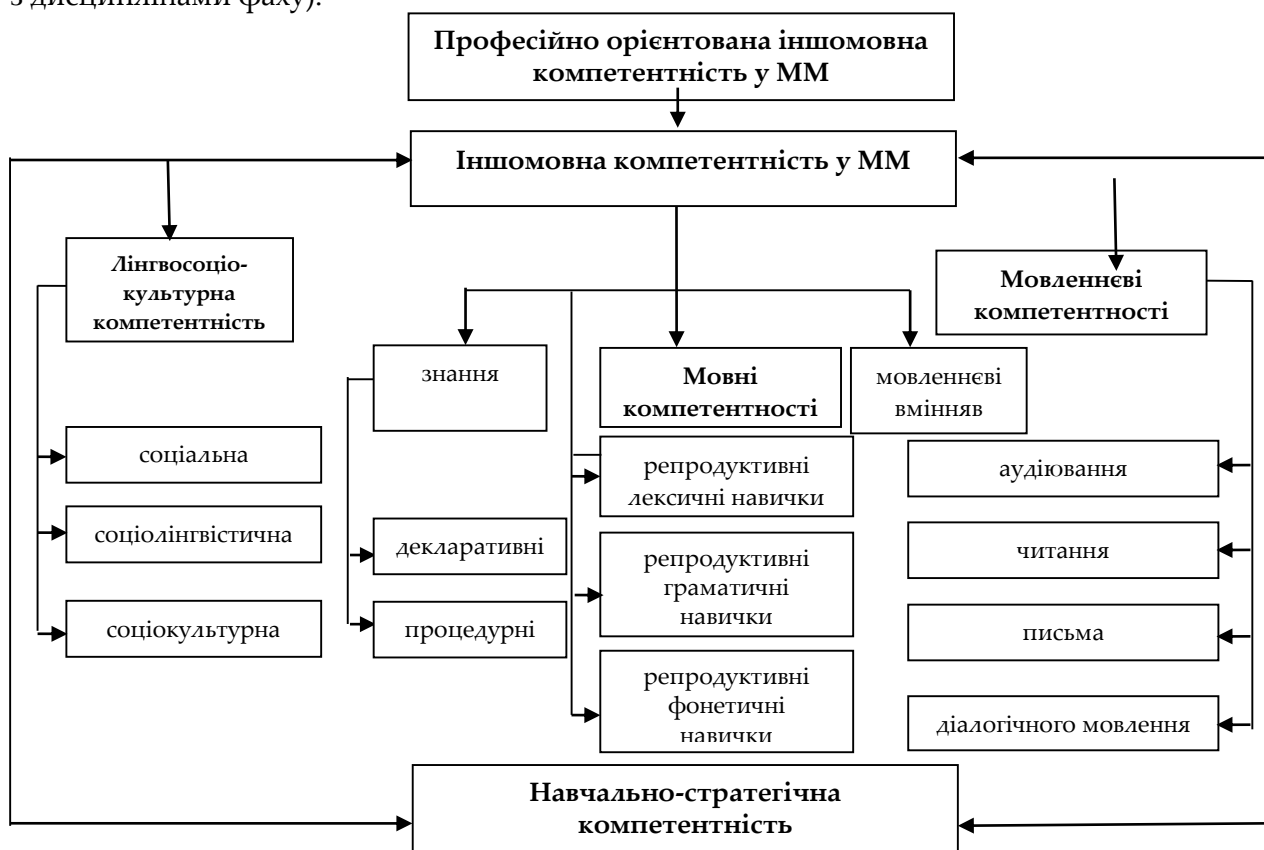 з дисциплінами фаху).
Професійно орієнтована іншомовна
компетентність у ММ
Іншомовна компетентність у ММ
Лінгвосоціо-
культурна
компетентність
Мовленнєві
компетентності
знання
Мовні
компетентності
мовленнєві
вмінняв
соціальна
репродуктивні
лексичні навички
аудіювання
соціолінгвістична
декларативні
репродуктивні
граматичні
навички
читання
соціокультурна
процедурні
письма
репродуктивні
фонетичні
навички
діалогічного мовлення
Навчально-стратегічна
компетентність